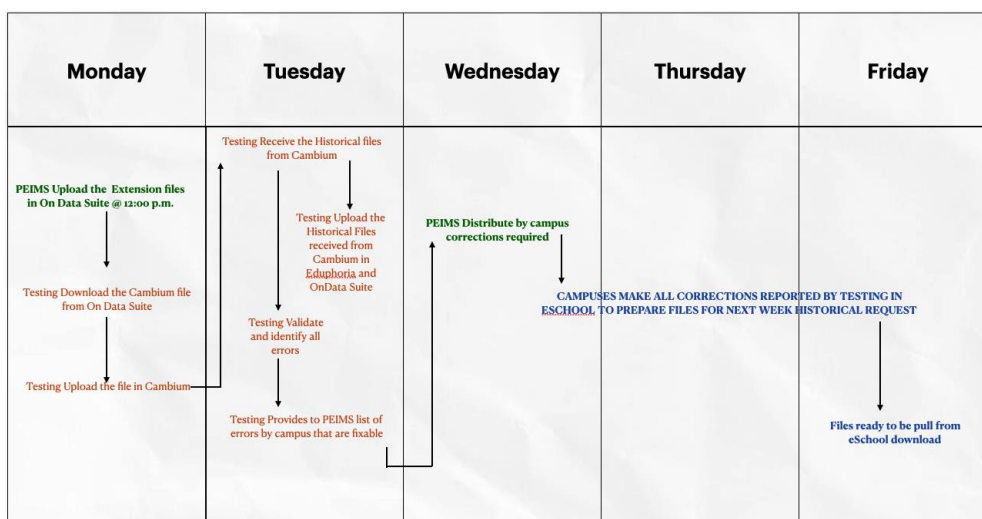 Monday
Tuesday
Wednesday
Thursday
Friday
PEIMS Upload the Extension files
in On Data Suite @ 12:00 p.m.
Testing Download the Cambium file
from On Data Suite
Testing Upload the file in Cambium
Testing Receive the Historical files
from Cambium
Testing Upload the
Historical Files
received from
Cambium in
Eduphoria and
OnData Suite
Testing Validate
and identify all
errors
Testing Provides to PEIMS list of
errors by campus that are fixable
PEIMS Distribute by campus
corrections required
CAMPUSES MAKE ALL CORRECTIONS REPORTED BY TESTING IN
ESCHOOL TO PREPARE FILES FOR NEXT WEEK HISTORICAL REQUEST
Files ready to be pull from
eSchool download